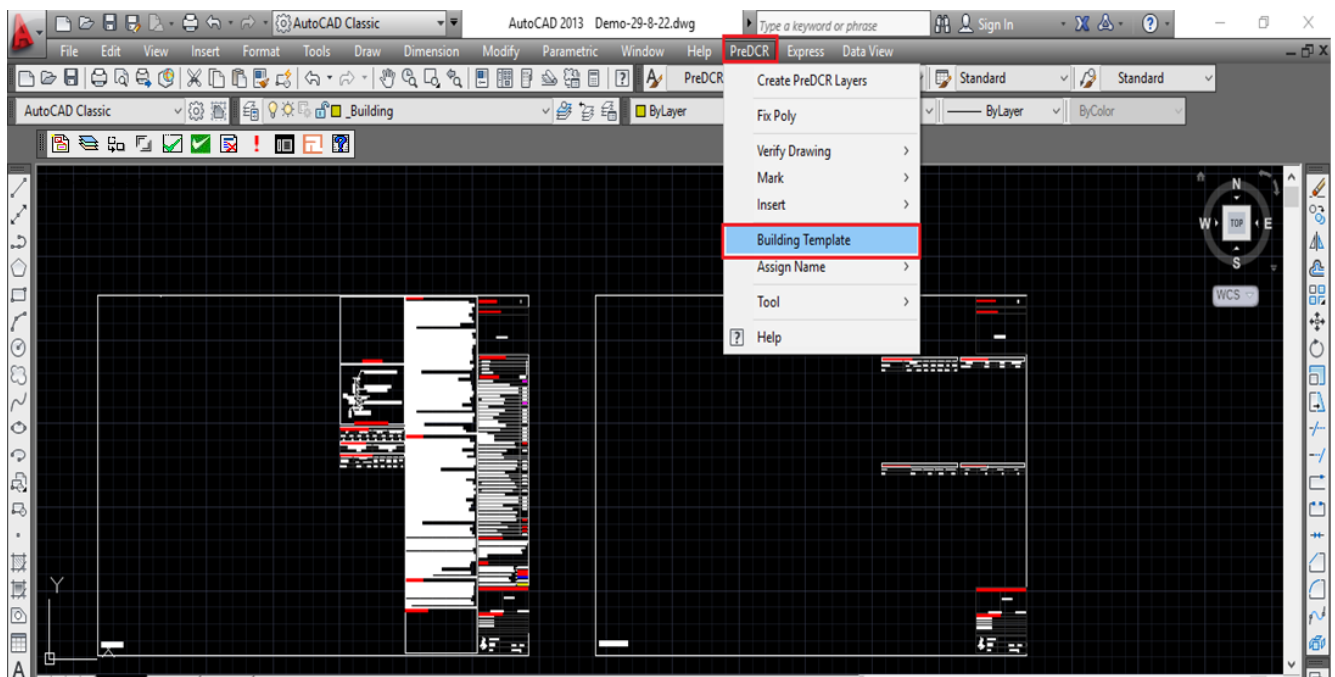 AutoCAD Classic AutoCAD 2013 Demo-29-8-22.dwg Type a keyword or phrase Sign In
File Edit View Insert Format Tools Draw Dimension Modify Parametric Window Help PreDCR Express Data View
PreDCR Standard Standard
AutoCAD Classic _Building ByLayer ByLayer ByColor
Create PreDCR Layers
Fix Poly
Verify Drawing
Mark
Insert
Building Template
Assign Name
Tool
Help
N
W TOP E
S
WCS
Y
X
A